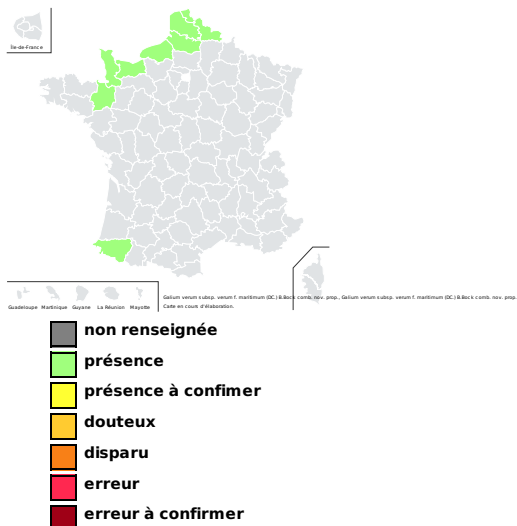 Île-de-France
Guadeloupe Martinique Guyane La Réunion Mayotte
Galium verum subsp. verum f. maritimum (DC.) B.Bock comb. nov. prop., Galium verum subsp. verum f. maritimum (DC.) B.Bock comb. nov. prop.
Carte en cours d'élaboration.
non renseignée
présence
présence à confimer
douteux
disparu
erreur
erreur à confirmer